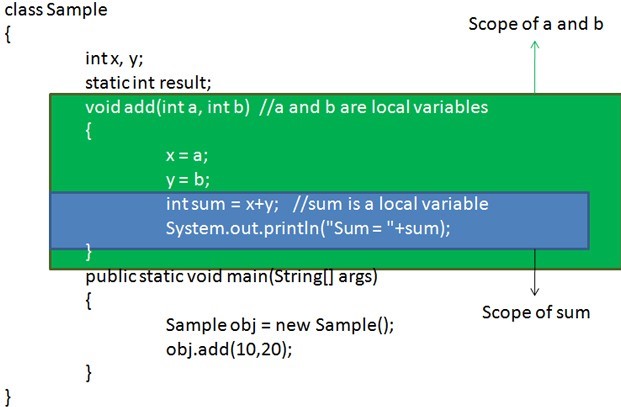 class Sample
Scope of a and b
{
int x, y;
static int result;
void add(int a, int b)  //a and b are local variables
{
x = a;
y = b;
int sum = x+y;   //sum is a local variable
System.out.println("Sum = "+sum);
}
public static void main(String[] args)
{
Scope of sum
Sample obj = new Sample();
obj.add(10,20);
}
}